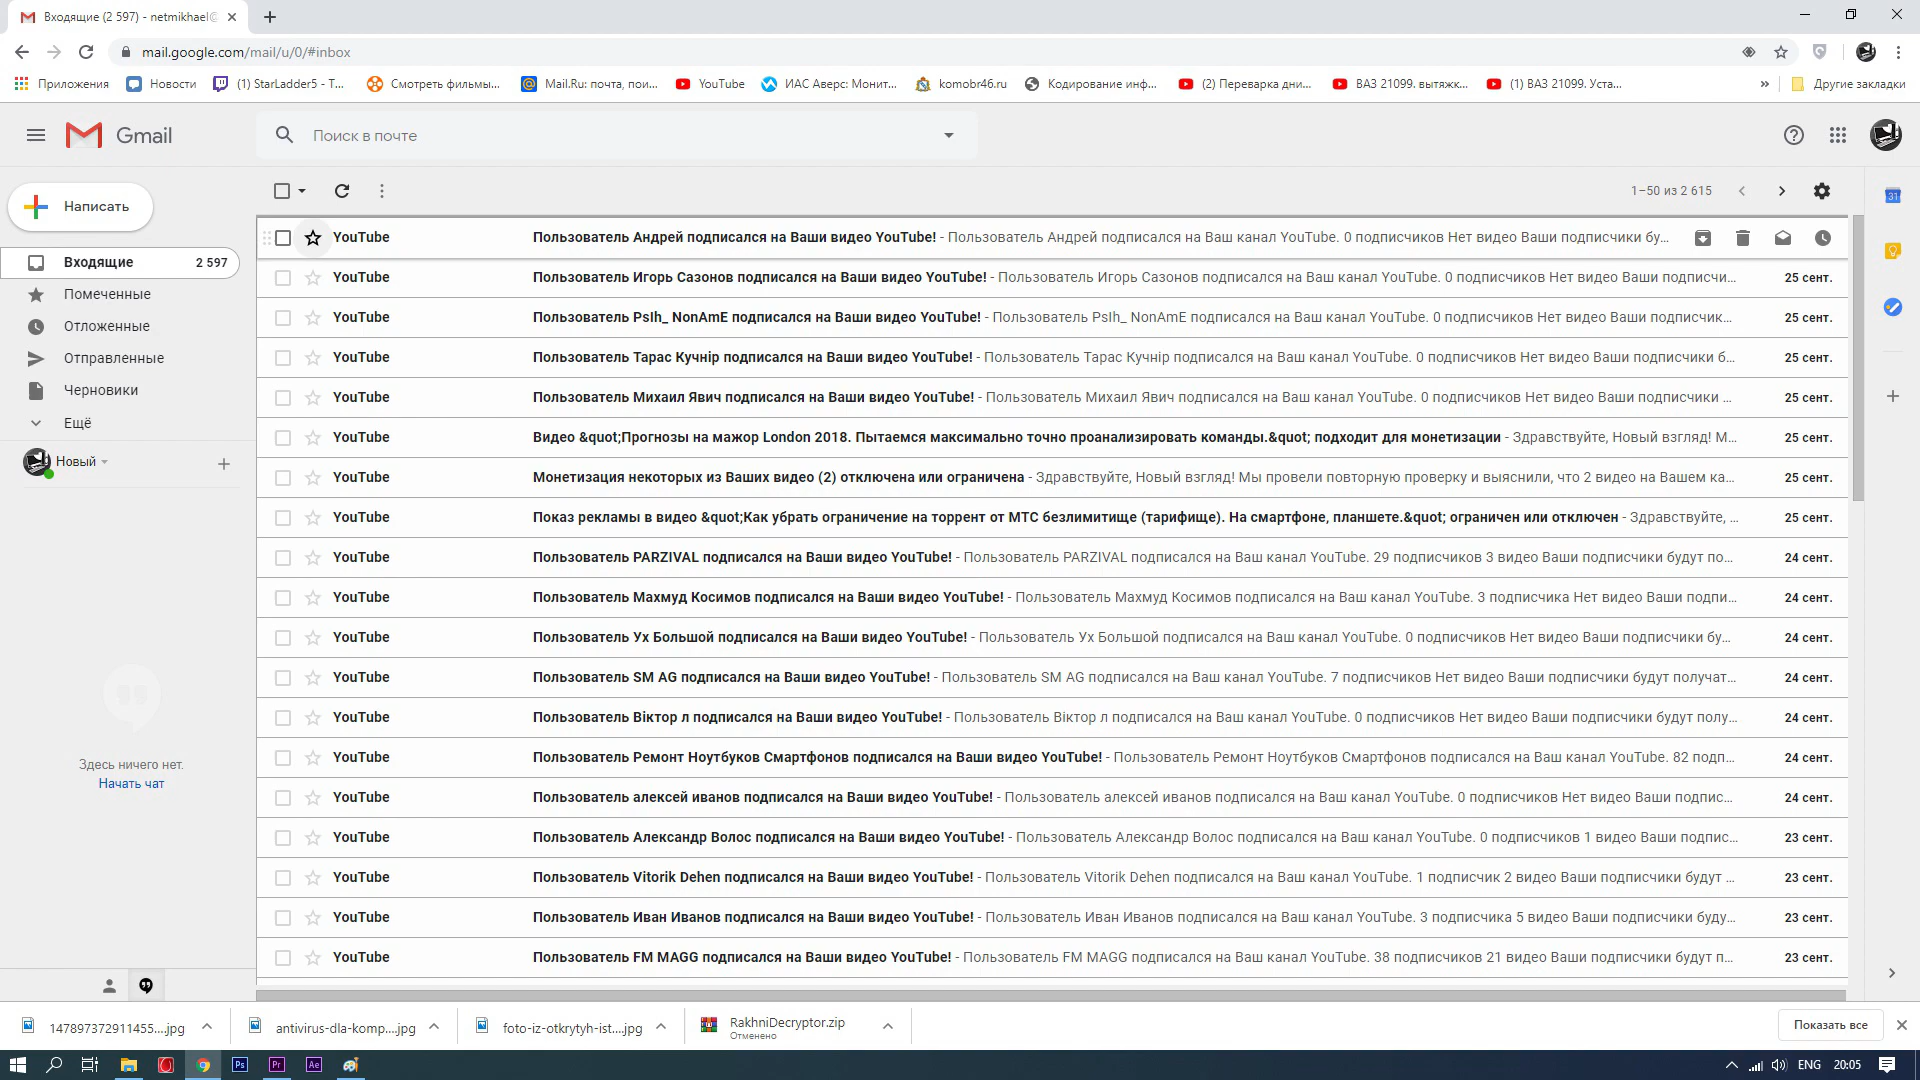 Входящие (2 597) - netmikhael@
mail.google.com/mail/u/0/#inbox
Приложения Новости (1) StarLadder5 - T... Смотреть фильмы... Mail.Ru: почта, пои... YouTube ИАС Аверс: Монит... komobr46.ru Кодирование инф... (2) Переварка дни... ВАЗ 21099. вытяжк... (1) ВАЗ 21099. Уста... » Другие закладки
Gmail Поиск в почте
Написать
1–50 из 2 615
Входящие 2 597
Помеченные
Отложенные
Отправленные
Черновики
Ещё
Новый
Здесь ничего нет.
Начать чат
YouTube Пользователь Андрей подписался на Ваши видео YouTube! - Пользователь Андрей подписался на Ваш канал YouTube. 0 подписчиков Нет видео Ваши подписчики бу...
YouTube Пользователь Игорь Сазонов подписался на Ваши видео YouTube! - Пользователь Игорь Сазонов подписался на Ваш канал YouTube. 0 подписчиков Нет видео Ваши подписчи... 25 сент.
YouTube Пользователь PsIh_ NonAmE подписался на Ваши видео YouTube! - Пользователь PsIh_ NonAmE подписался на Ваш канал YouTube. 0 подписчиков Нет видео Ваши подписчик... 25 сент.
YouTube Пользователь Тарас Кучнір подписался на Ваши видео YouTube! - Пользователь Тарас Кучнір подписался на Ваш канал YouTube. 0 подписчиков Нет видео Ваши подписчики б... 25 сент.
YouTube Пользователь Михаил Явич подписался на Ваши видео YouTube! - Пользователь Михаил Явич подписался на Ваш канал YouTube. 0 подписчиков Нет видео Ваши подписчики ... 25 сент.
YouTube Видео &quot;Прогнозы на мажор London 2018. Пытаемся максимально точно проанализировать команды.&quot; подходит для монетизации - Здравствуйте, Новый взгляд! М... 25 сент.
YouTube Монетизация некоторых из Ваших видео (2) отключена или ограничена - Здравствуйте, Новый взгляд! Мы провели повторную проверку и выяснили, что 2 видео на Вашем ка... 25 сент.
YouTube Показ рекламы в видео &quot;Как убрать ограничение на торрент от МТС безлимитище (тарифище). На смартфоне, планшете.&quot; ограничен или отключен - Здравствуйте, ... 25 сент.
YouTube Пользователь PARZIVAL подписался на Ваши видео YouTube! - Пользователь PARZIVAL подписался на Ваш канал YouTube. 29 подписчиков 3 видео Ваши подписчики будут по... 24 сент.
YouTube Пользователь Махмуд Косимов подписался на Ваши видео YouTube! - Пользователь Махмуд Косимов подписался на Ваш канал YouTube. 3 подписчика Нет видео Ваши подпи... 24 сент.
YouTube Пользователь Ух Большой подписался на Ваши видео YouTube! - Пользователь Ух Большой подписался на Ваш канал YouTube. 0 подписчиков Нет видео Ваши подписчики бу... 24 сент.
YouTube Пользователь SM AG подписался на Ваши видео YouTube! - Пользователь SM AG подписался на Ваш канал YouTube. 7 подписчиков Нет видео Ваши подписчики будут получат... 24 сент.
YouTube Пользователь Віктор л подписался на Ваши видео YouTube! - Пользователь Віктор л подписался на Ваш канал YouTube. 0 подписчиков Нет видео Ваши подписчики будут полу... 24 сент.
YouTube Пользователь Ремонт Ноутбуков Смартфонов подписался на Ваши видео YouTube! - Пользователь Ремонт Ноутбуков Смартфонов подписался на Ваш канал YouTube. 82 подп... 24 сент.
YouTube Пользователь алексей иванов подписался на Ваши видео YouTube! - Пользователь алексей иванов подписался на Ваш канал YouTube. 0 подписчиков Нет видео Ваши подпис... 24 сент.
YouTube Пользователь Александр Волос подписался на Ваши видео YouTube! - Пользователь Александр Волос подписался на Ваш канал YouTube. 0 подписчиков 1 видео Ваши подпис... 23 сент.
YouTube Пользователь Vitorik Dehen подписался на Ваши видео YouTube! - Пользователь Vitorik Dehen подписался на Ваш канал YouTube. 1 подписчик 2 видео Ваши подписчики будут ... 23 сент.
YouTube Пользователь Иван Иванов подписался на Ваши видео YouTube! - Пользователь Иван Иванов подписался на Ваш канал YouTube. 3 подписчика 5 видео Ваши подписчики буду... 23 сент.
YouTube Пользователь FM MAGG подписался на Ваши видео YouTube! - Пользователь FM MAGG подписался на Ваш канал YouTube. 38 подписчиков 21 видео Ваши подписчики будут п... 23 сент.
31
147897372911455....jpg antivirus-dla-komp....jpg foto-iz-otkrytyh-ist....jpg RakhniDecryptor.zip Показать все
Отменено
Ps Pr Ae ENG 20:05